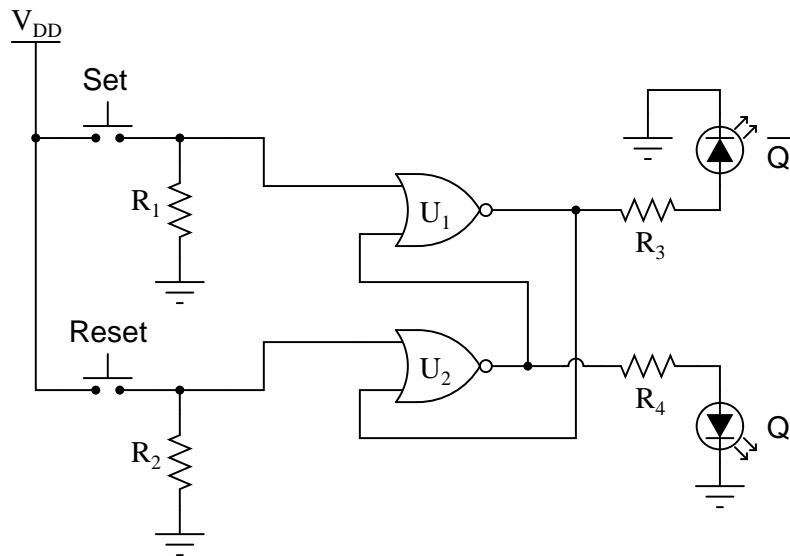 V_DD
Set
R_1
U_1
Q̅
R_3
Reset
R_2
U_2
R_4
Q